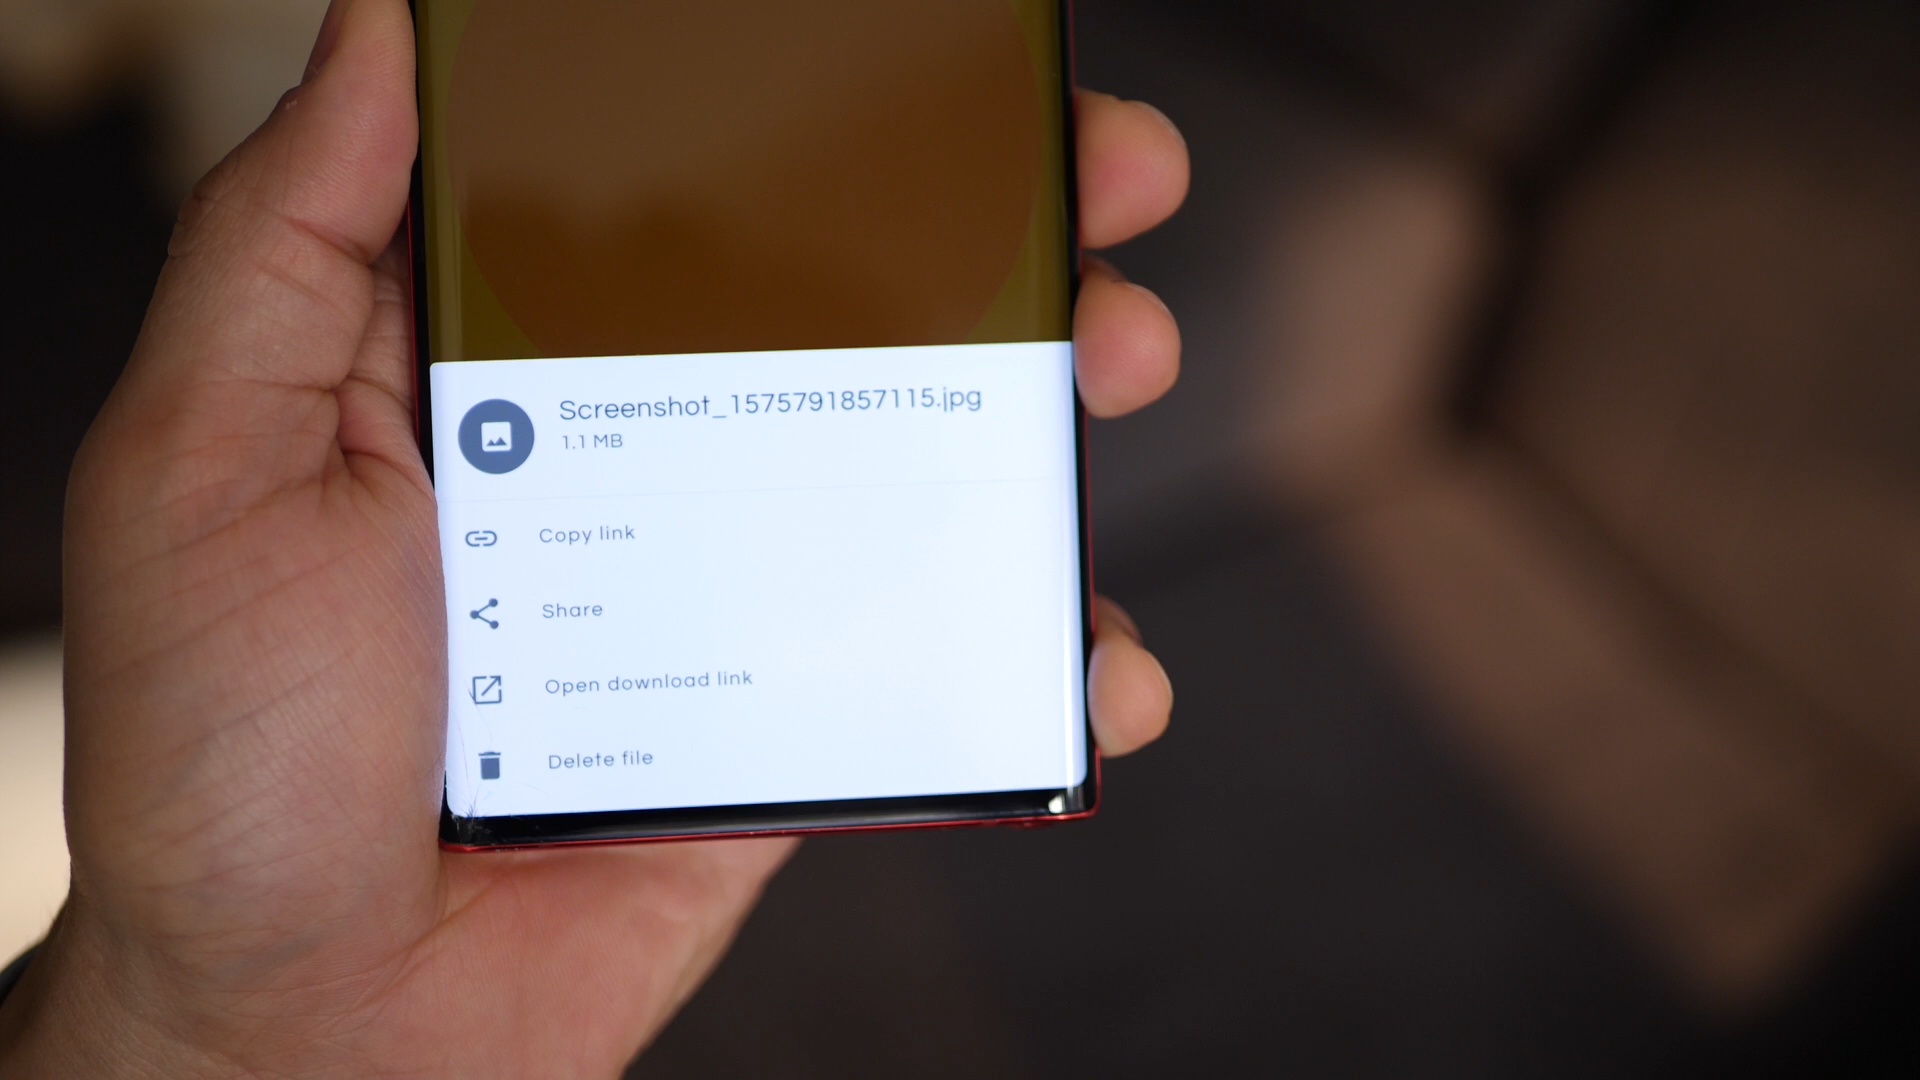 Screenshot_1575791857115.jpg
1.1 MB
Copy link
Share
Open download link
Delete file